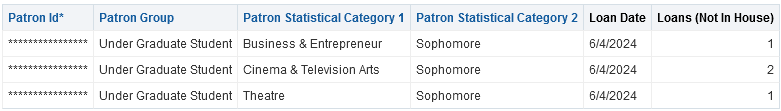 Patron Id* Patron Group Patron Statistical Category 1 Patron Statistical Category 2 Loan Date Loans (Not In House)
**************** Under Graduate Student Business & Entrepreneur Sophomore 6/4/2024 1
**************** Under Graduate Student Cinema & Television Arts Sophomore 6/4/2024 2
**************** Under Graduate Student Theatre Sophomore 6/4/2024 1